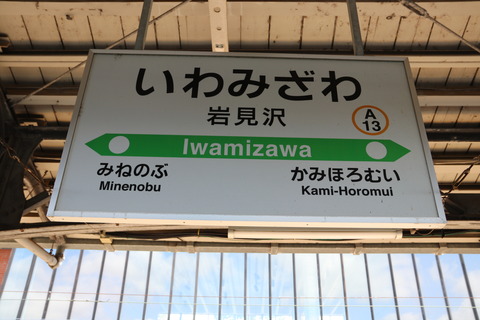 いわみざわ
岩見沢
A
13
Iwamizawa
みねのぶ
Minenobu
かみほろむい
Kami-Horomui